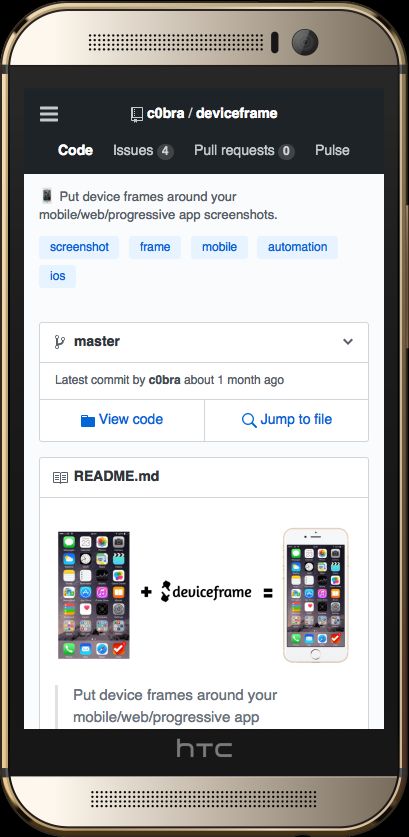 c0bra / deviceframe
Code Issues 4 Pull requests 0 Pulse
📱 Put device frames around your
mobile/web/progressive app screenshots.
screenshot frame mobile automation
ios
master
Latest commit by c0bra about 1 month ago
View code Jump to file
README.md
+ deviceframe =
Put device frames around your
mobile/web/progressive app
hTC